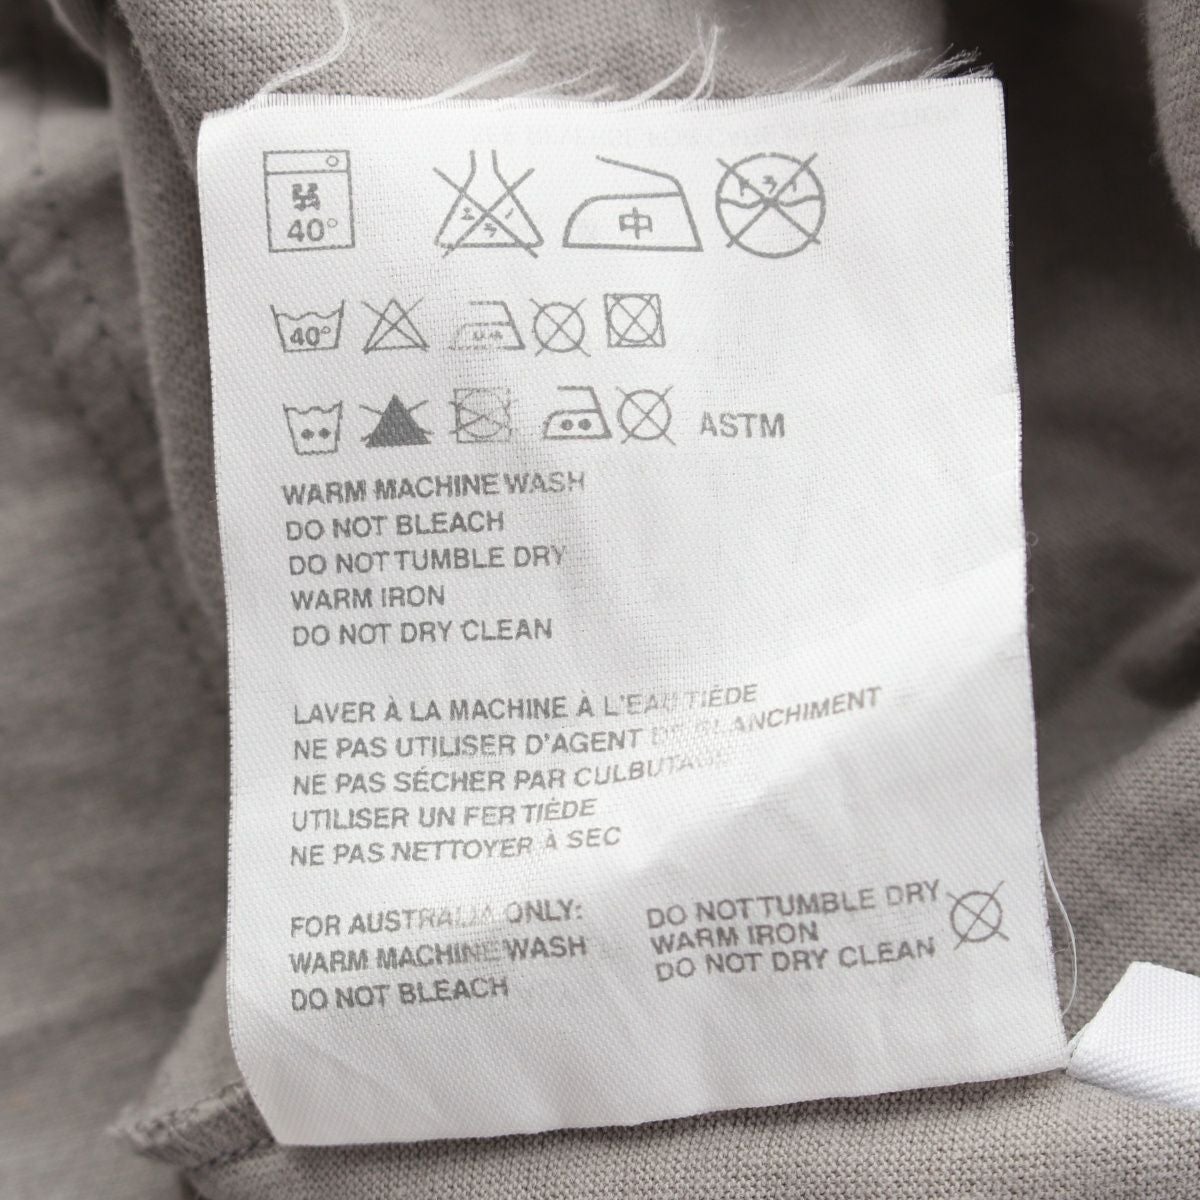 40°
中
40°
ASTM
WARM MACHINE WASH
DO NOT BLEACH
DO NOT TUMBLE DRY
WARM IRON
DO NOT DRY CLEAN
LAVER À LA MACHINE À L'EAU TIÈDE
NE PAS UTILISER D'AGENT DE BLANCHIMENT
NE PAS SÉCHER PAR CULBUTAGE
UTILISER UN FER TIÈDE
NE PAS NETTOYER À SEC
FOR AUSTRALIA ONLY:
WARM MACHINE WASH
DO NOT BLEACH
DO NOT TUMBLE DRY
WARM IRON
DO NOT DRY CLEAN